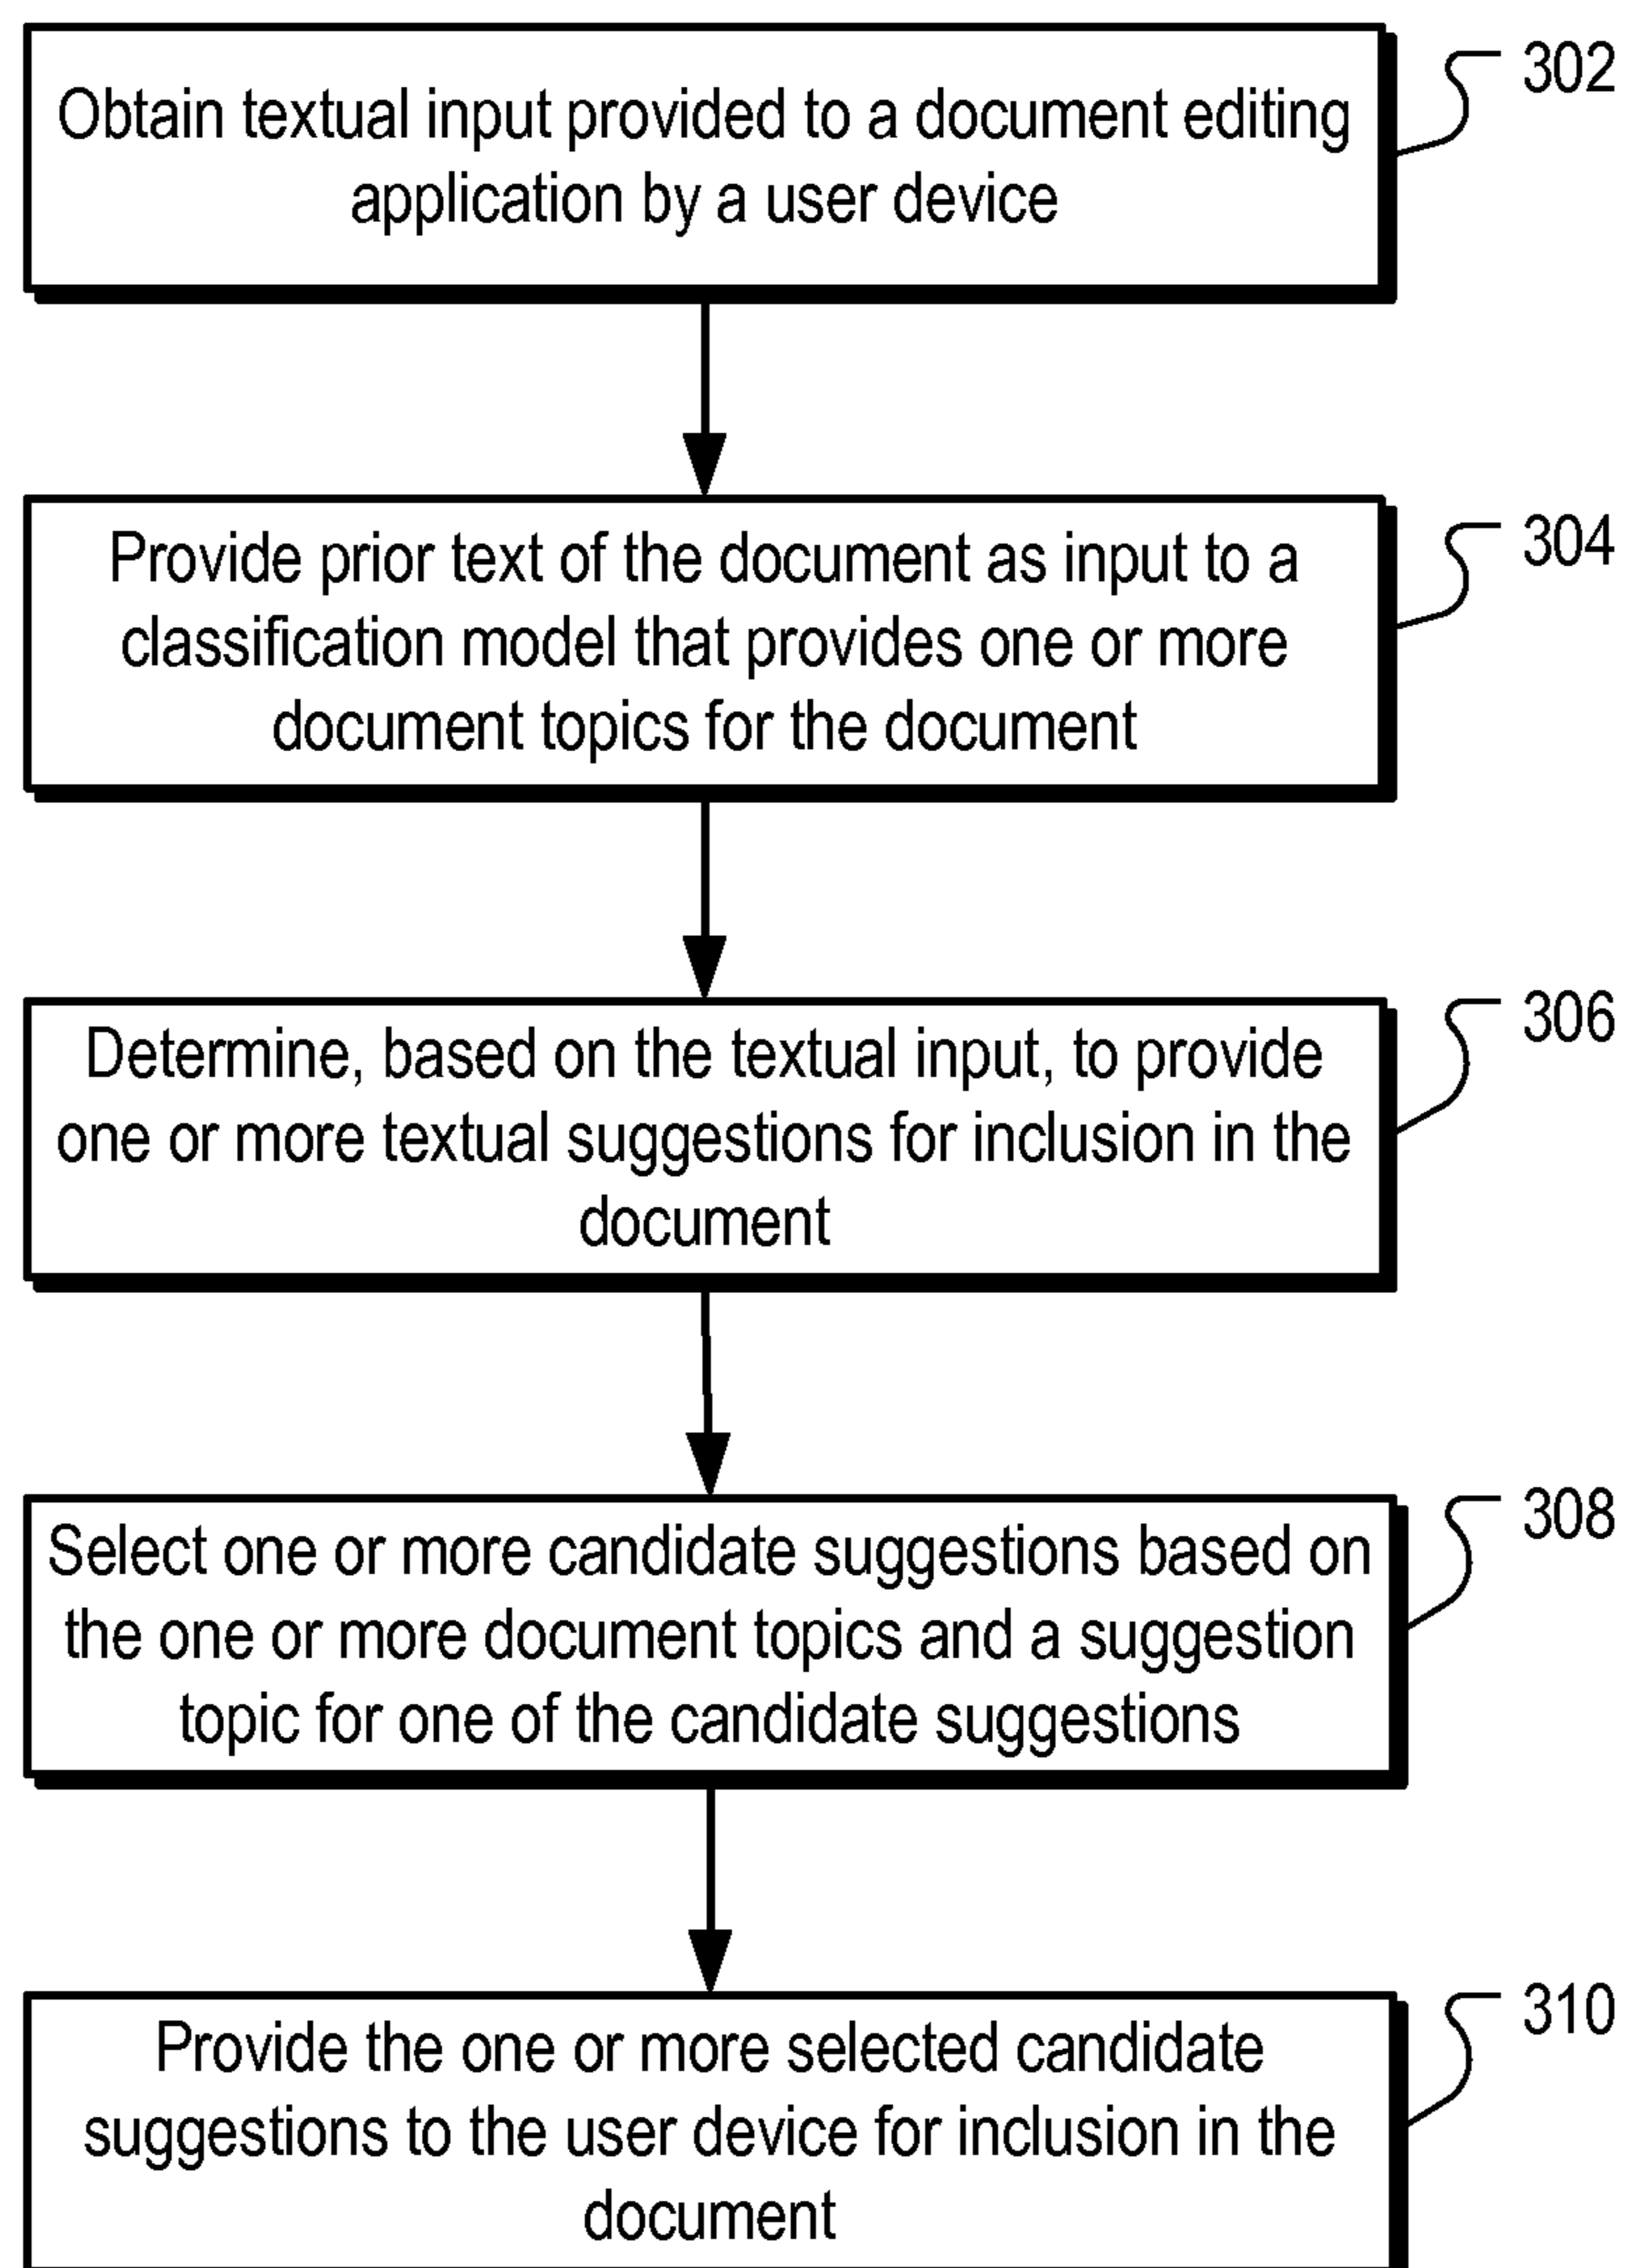 302
Obtain textual input provided to a document editing
application by a user device
304
Provide prior text of the document as input to a
classification model that provides one or more
document topics for the document
306
Determine, based on the textual input, to provide
one or more textual suggestions for inclusion in the
document
308
Select one or more candidate suggestions based on
the one or more document topics and a suggestion
topic for one of the candidate suggestions
310
Provide the one or more selected candidate
suggestions to the user device for inclusion in the
document